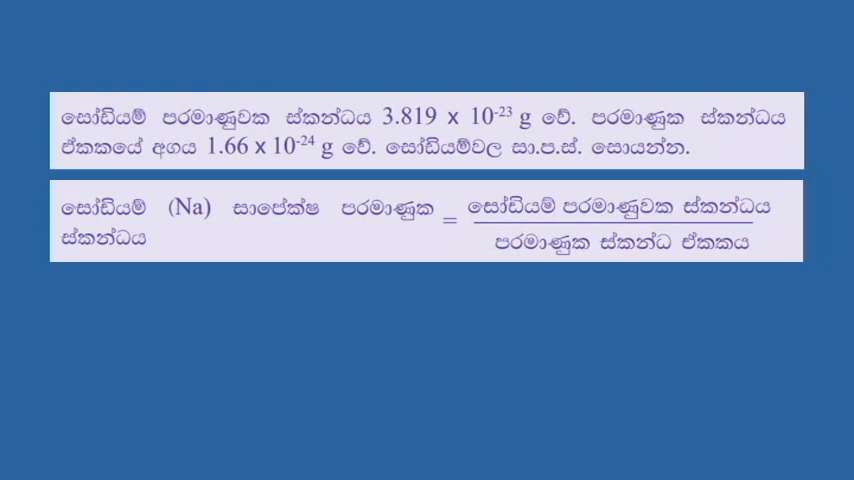 සෝඩියම් පරමාණුවක ස්කන්ධය 3.819 x 10⁻²³ g වේ. පරමාණුක ස්කන්ධය
ඒකකයේ අගය 1.66 x 10⁻²⁴ g වේ. සෝඩියම්වල සා.ප.ස්. සොයන්න.
සෝඩියම් (Na) සාපේක්ෂ පරමාණුක = සෝඩියම් පරමාණුවක ස්කන්ධය
ස්කන්ධය පරමාණුක ස්කන්ධ ඒකකය